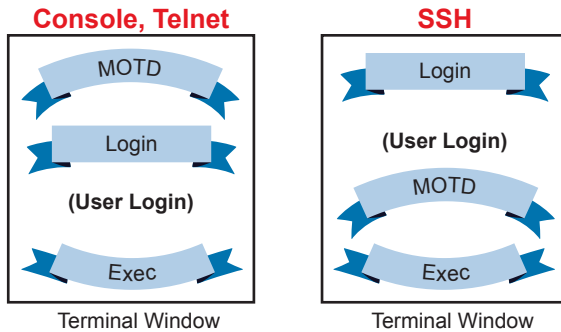 Console, Telnet
MOTD
Login
(User Login)
Exec
Terminal Window
SSH
Login
(User Login)
MOTD
Exec
Terminal Window